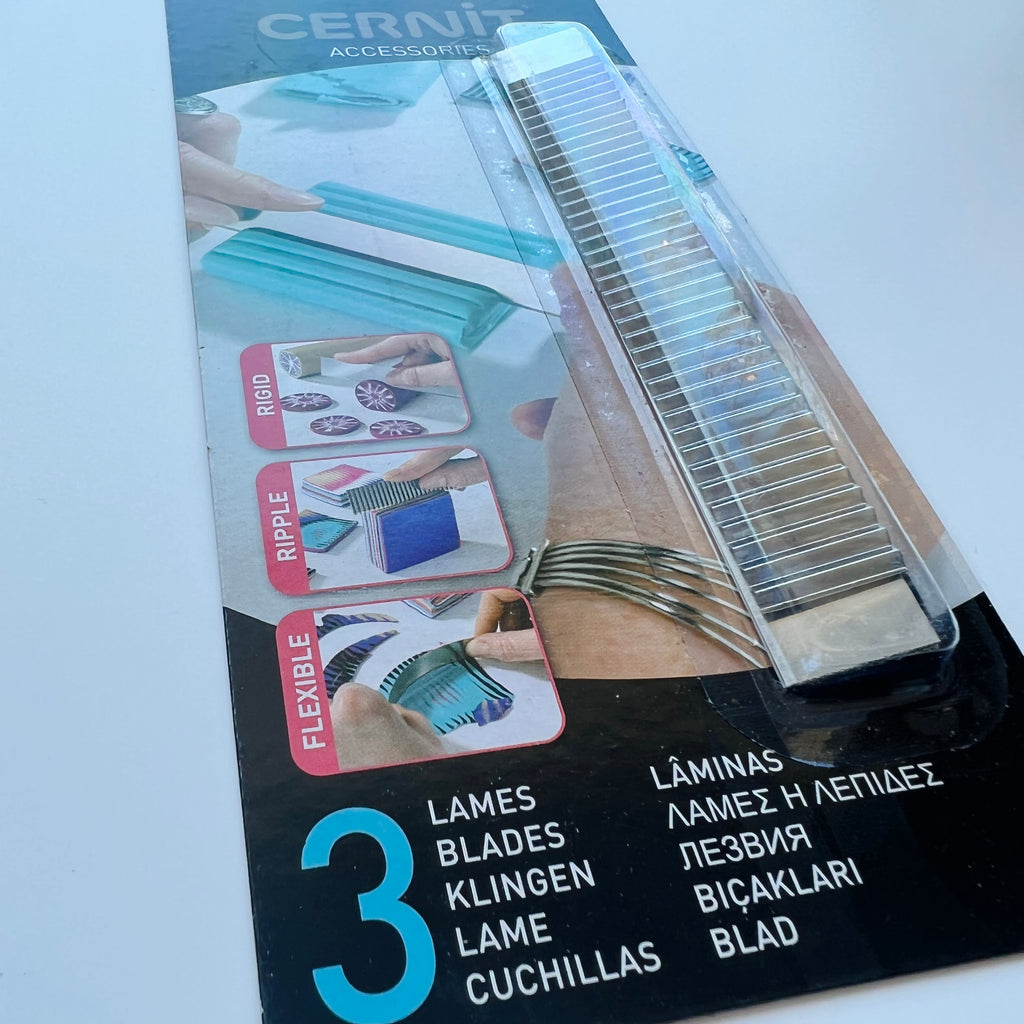 CERNIT
ACCESSORIES
RIGID
RIPPLE
FLEXIBLE
3
LAMES
BLADES
KLINGEN
LAME
CUCHILLAS
LÂMINAS
ΛΑΜΕΣ Η ΛΕΠΙΔΕΣ
ЛЕЗВИЯ
BIÇAKLARI
BLAD